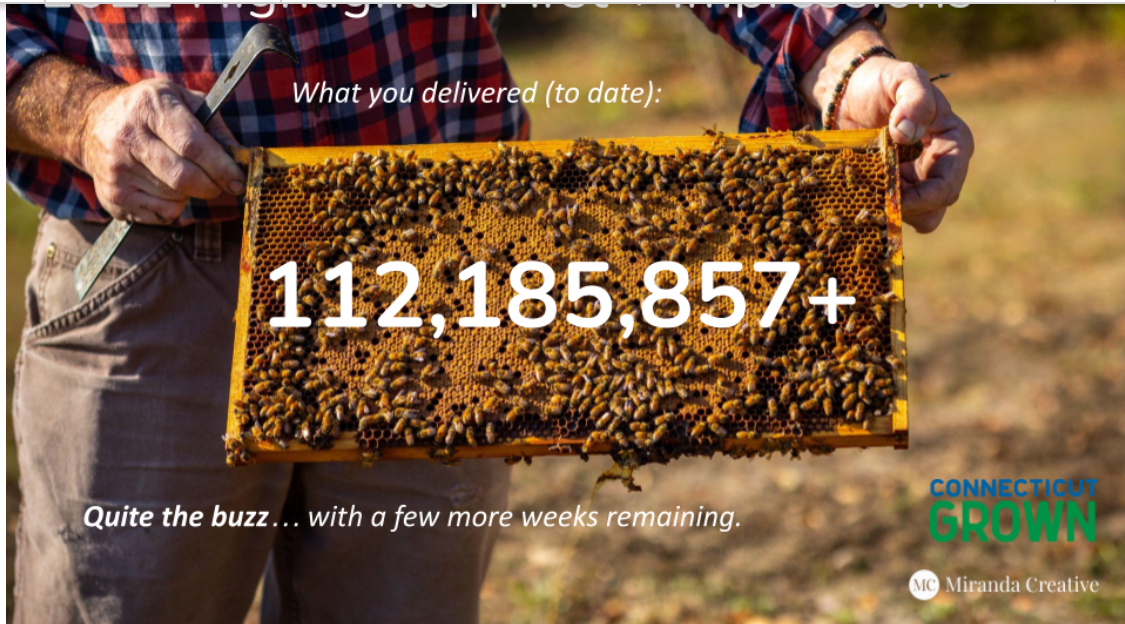 What you delivered (to date):
112,185,857+
Quite the buzz... with a few more weeks remaining.
CONNECTICUT
GROWN
MC Miranda Creative